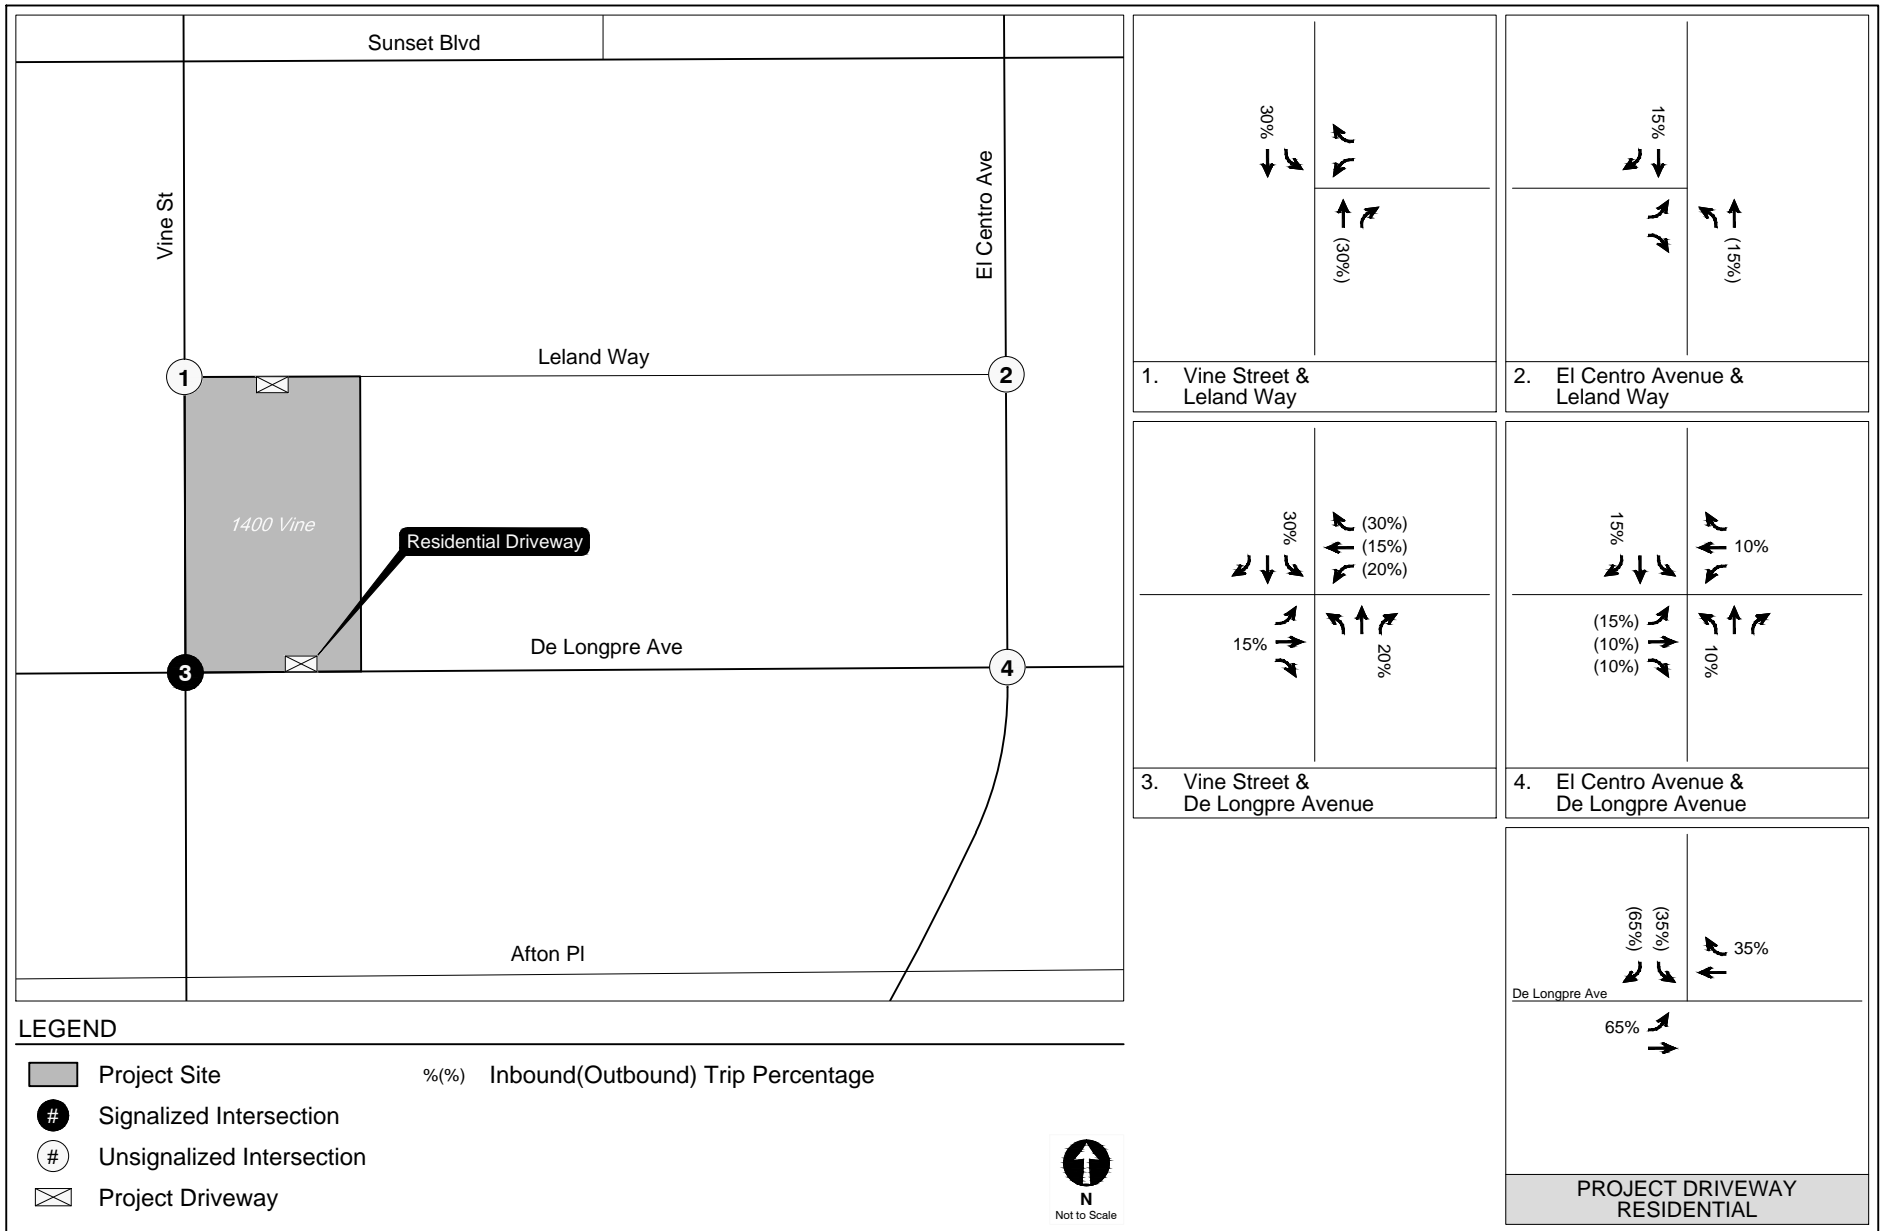 Sunset Blvd
Vine St
El Centro Ave
Leland Way
1
2
1400 Vine
Residential Driveway
De Longpre Ave
3
4
Afton Pl
30%
(30%)
1. Vine Street &
Leland Way
15%
(15%)
2. El Centro Avenue &
Leland Way
30%
(30%)
(15%)
(20%)
15%
20%
3. Vine Street &
De Longpre Avenue
15%
10%
(15%)
(10%)
(10%)
10%
4. El Centro Avenue &
De Longpre Avenue
(65%)
(35%)
35%
De Longpre Ave
65%
PROJECT DRIVEWAY
RESIDENTIAL
LEGEND
Project Site
%(%) Inbound(Outbound) Trip Percentage
# Signalized Intersection
# Unsignalized Intersection
Project Driveway
N
Not to Scale